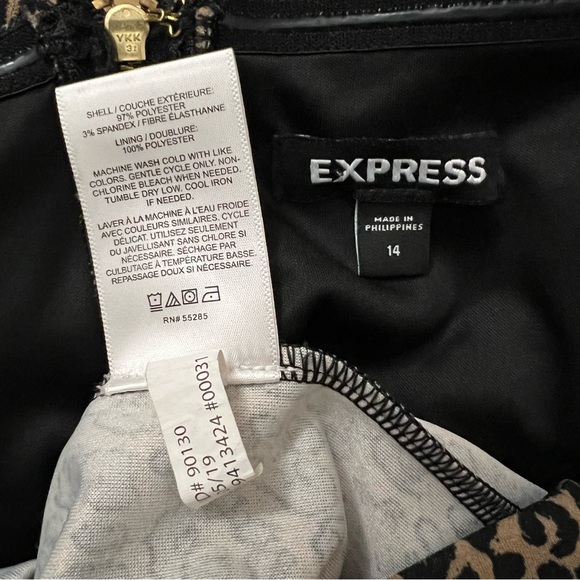 YKK
SHELL / COUCHE EXTÉRIEURE:
97% POLYESTER
3% SPANDEX / FIBRE ÉLASTHANNE
LINING / DOUBLURE:
100% POLYESTER
MACHINE WASH COLD WITH LIKE
COLORS. GENTLE CYCLE ONLY. NON-
CHLORINE BLEACH WHEN NEEDED.
TUMBLE DRY LOW. COOL IRON
IF NEEDED.
LAVER À LA MACHINE À L'EAU FROIDE
AVEC COULEURS SIMILAIRES. CYCLE
DÉLICAT. UTILISEZ SEULEMENT
DU JAVELLISANT SANS CHLORE SI
NÉCESSAIRE. SÉCHAGE PAR
CULBUTAGE À TEMPÉRATURE BASSE.
REPASSAGE DOUX SI NÉCESSAIRE.
RN# 55285
EXPRESS
MADE IN
PHILIPPINES
14
# 90130
5/19
9413424 #00031